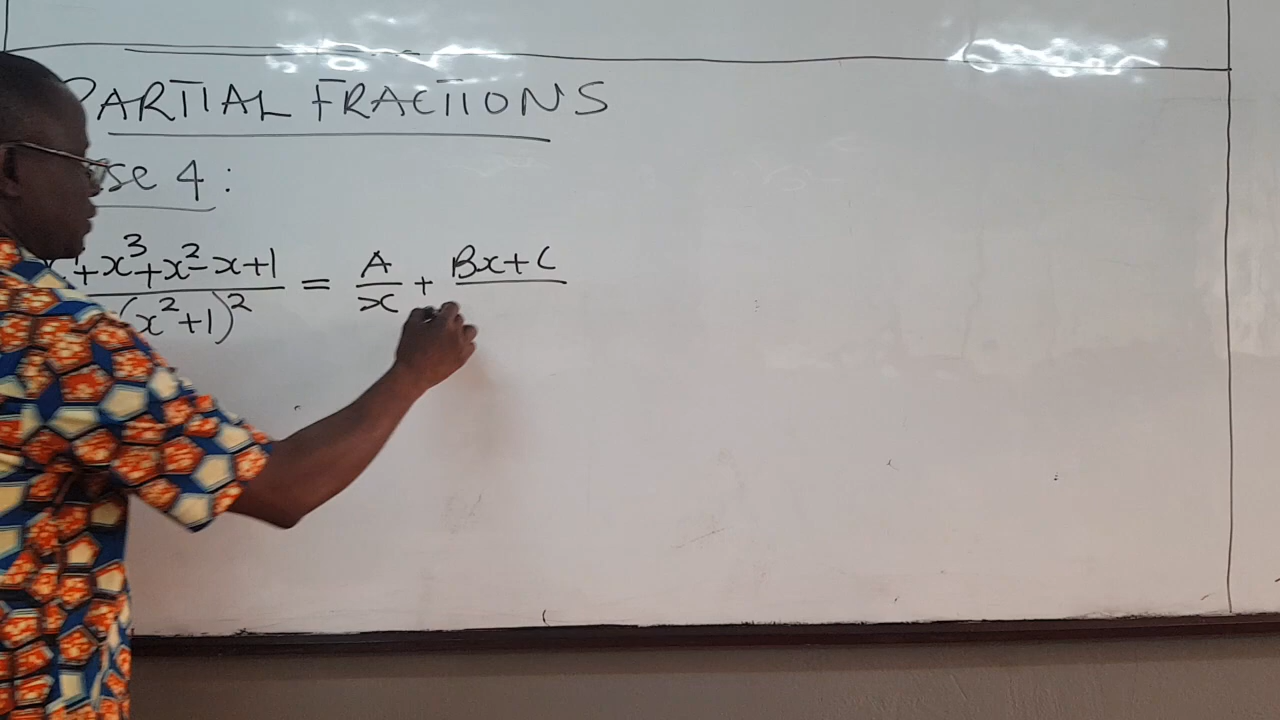 PARTIAL FRACTIONS
se 4:
+x³+x²-x+1 = A + Bx+C
(x²+1)² x